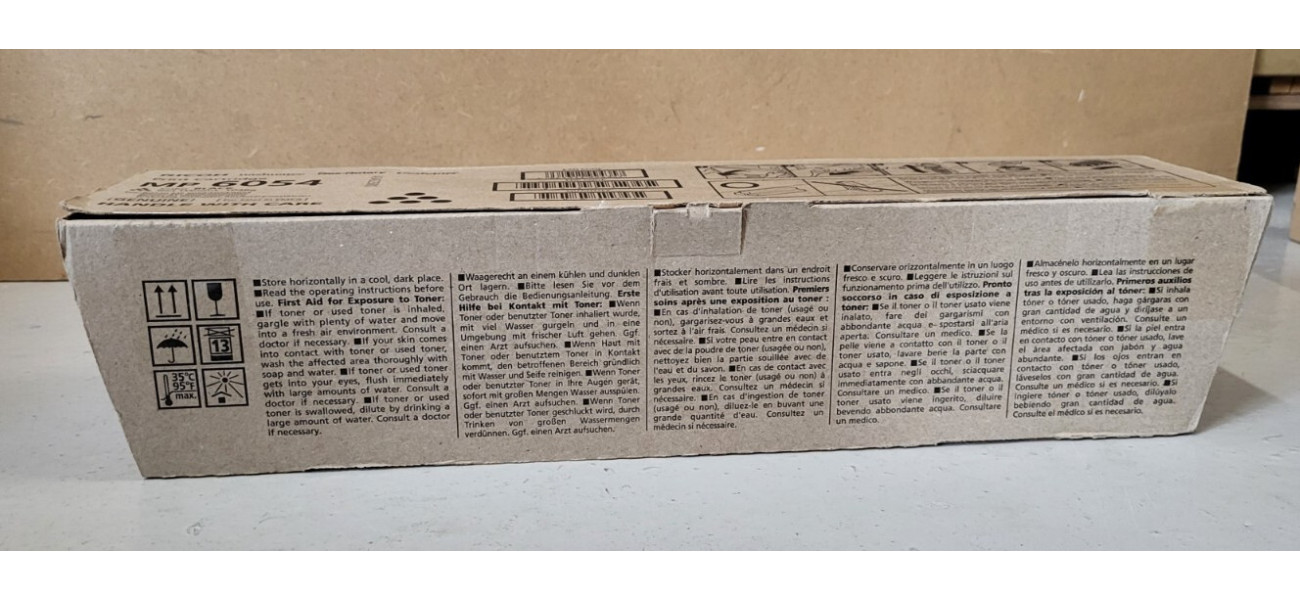 RICOH
MP 6054
HANDLE WITH CARE
13
35°C
95°F
max.
■Store horizontally in a cool, dark place.
■Read the operating instructions before
use. First Aid for Exposure to Toner:
■If toner or used toner is inhaled,
gargle with plenty of water and move
into a fresh air environment. Consult a
doctor if necessary. ■If your skin comes
into contact with toner or used toner,
wash the affected area thoroughly with
soap and water. ■If toner or used toner
gets into your eyes, flush immediately
with large amounts of water. Consult a
doctor if necessary. ■If toner or used
toner is swallowed, dilute by drinking a
large amount of water. Consult a doctor
if necessary.
■Waagerecht an einem kühlen und dunklen
Ort lagern. ■Bitte lesen Sie vor dem
Gebrauch die Bedienungsanleitung. Erste
Hilfe bei Kontakt mit Toner: ■Wenn
Toner oder benutzter Toner inhaliert wurde,
mit viel Wasser gurgeln und in eine
Umgebung mit frischer Luft gehen. Ggf.
einen Arzt aufsuchen. ■Wenn Haut mit
Toner oder benutztem Toner in Kontakt
kommt, den betroffenen Bereich gründlich
mit Wasser und Seife reinigen. ■Wenn Toner
oder benutzter Toner in Ihre Augen gerät,
sofort mit großen Mengen Wasser ausspülen.
Ggf. einen Arzt aufsuchen. ■Wenn Toner
oder benutzter Toner geschluckt wird, durch
Trinken von großen Wassermengen
verdünnen. Ggf. einen Arzt aufsuchen.
■Stocker horizontalement dans un endroit
frais et sombre. ■Lire les instructions
d'utilisation avant toute utilisation. Premiers
soins après une exposition au toner :
■En cas d'inhalation de toner (usagé ou
non), gargarisez-vous à grandes eaux et
sortez à l'air frais. Consultez un médecin si
nécessaire. ■Si votre peau entre en contact
avec de la poudre de toner (usagée ou non),
nettoyez bien la partie souillée avec de
l'eau et du savon. ■En cas de contact avec
les yeux, rincez le toner (usagé ou non) à
grandes eaux. Consultez un médecin si
nécessaire. ■En cas d'ingestion de toner
(usagé ou non), diluez-le en buvant une
grande quantité d'eau. Consultez un
médecin si nécessaire.
■Conservare orizzontalmente in un luogo
fresco e scuro. ■Leggere le istruzioni sul
funzionamento prima dell'utilizzo. Pronto
soccorso in caso di esposizione a
toner: ■Se il toner o il toner usato viene
inalato, fare dei gargarismi con
abbondante acqua e spostarsi all'aria
aperta. Consultare un medico. ■Se la
pelle viene a contatto con il toner o il
toner usato, lavare bene la parte con
acqua e sapone. ■Se il toner o il toner
usato entra negli occhi, sciacquare
immediatamente con abbondante acqua.
Consultare un medico. ■Se il toner o il
toner usato viene ingerito, diluire
bevendo abbondante acqua. Consultare
un medico.
■Almacénelo horizontalmente en un lugar
fresco y oscuro. ■Lea las instrucciones de
uso antes de utilizarlo. Primeros auxilios
tras la exposición al tóner: ■Si inhala
tóner o tóner usado, haga gárgaras con
gran cantidad de agua y diríjase a un
entorno con ventilación. Consulte un
médico si es necesario. ■Si la piel entra
en contacto con tóner o tóner usado, lave
el área afectada con jabón y agua
abundante. ■Si los ojos entran en
contacto con tóner o tóner usado,
láveselos con gran cantidad de agua.
Consulte un médico si es necesario. ■Si
ingiere tóner o tóner usado, dilúyalo
bebiendo gran cantidad de agua.
Consulte el médico si es necesario.